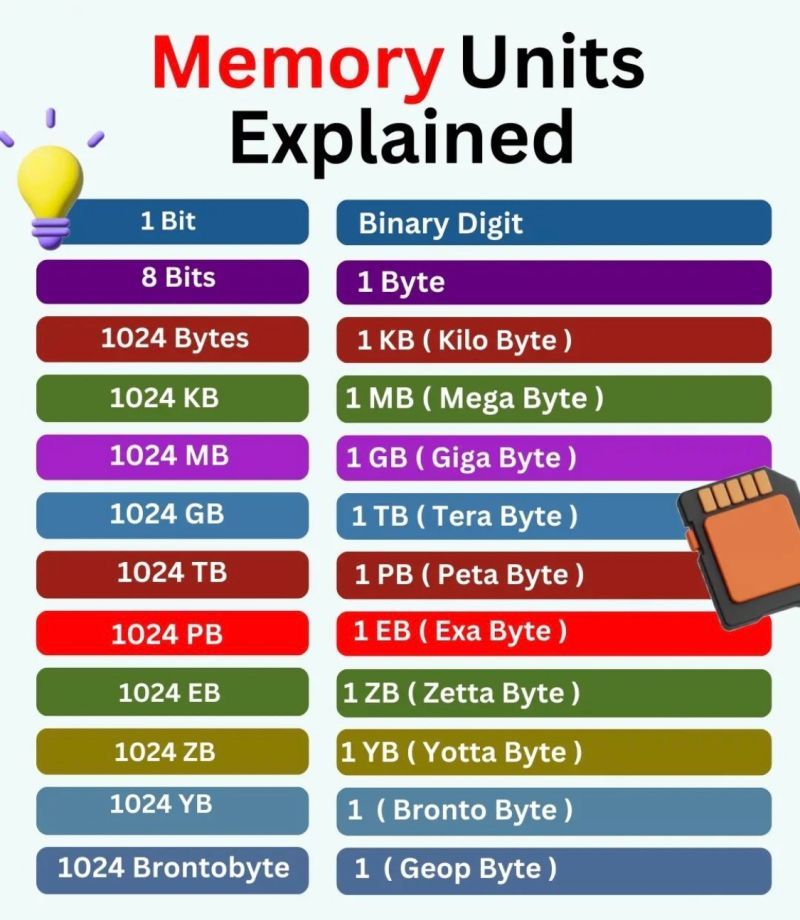 Memory Units
Explained
1 Bit
Binary Digit
8 Bits
1 Byte
1024 Bytes
1 KB ( Kilo Byte )
1024 KB
1 MB ( Mega Byte )
1024 MB
1 GB ( Giga Byte )
1024 GB
1 TB ( Tera Byte )
1024 TB
1 PB ( Peta Byte )
1024 PB
1 EB ( Exa Byte )
1024 EB
1 ZB ( Zetta Byte )
1024 ZB
1 YB ( Yotta Byte )
1024 YB
1 ( Bronto Byte )
1024 Brontobyte
1 ( Geop Byte )